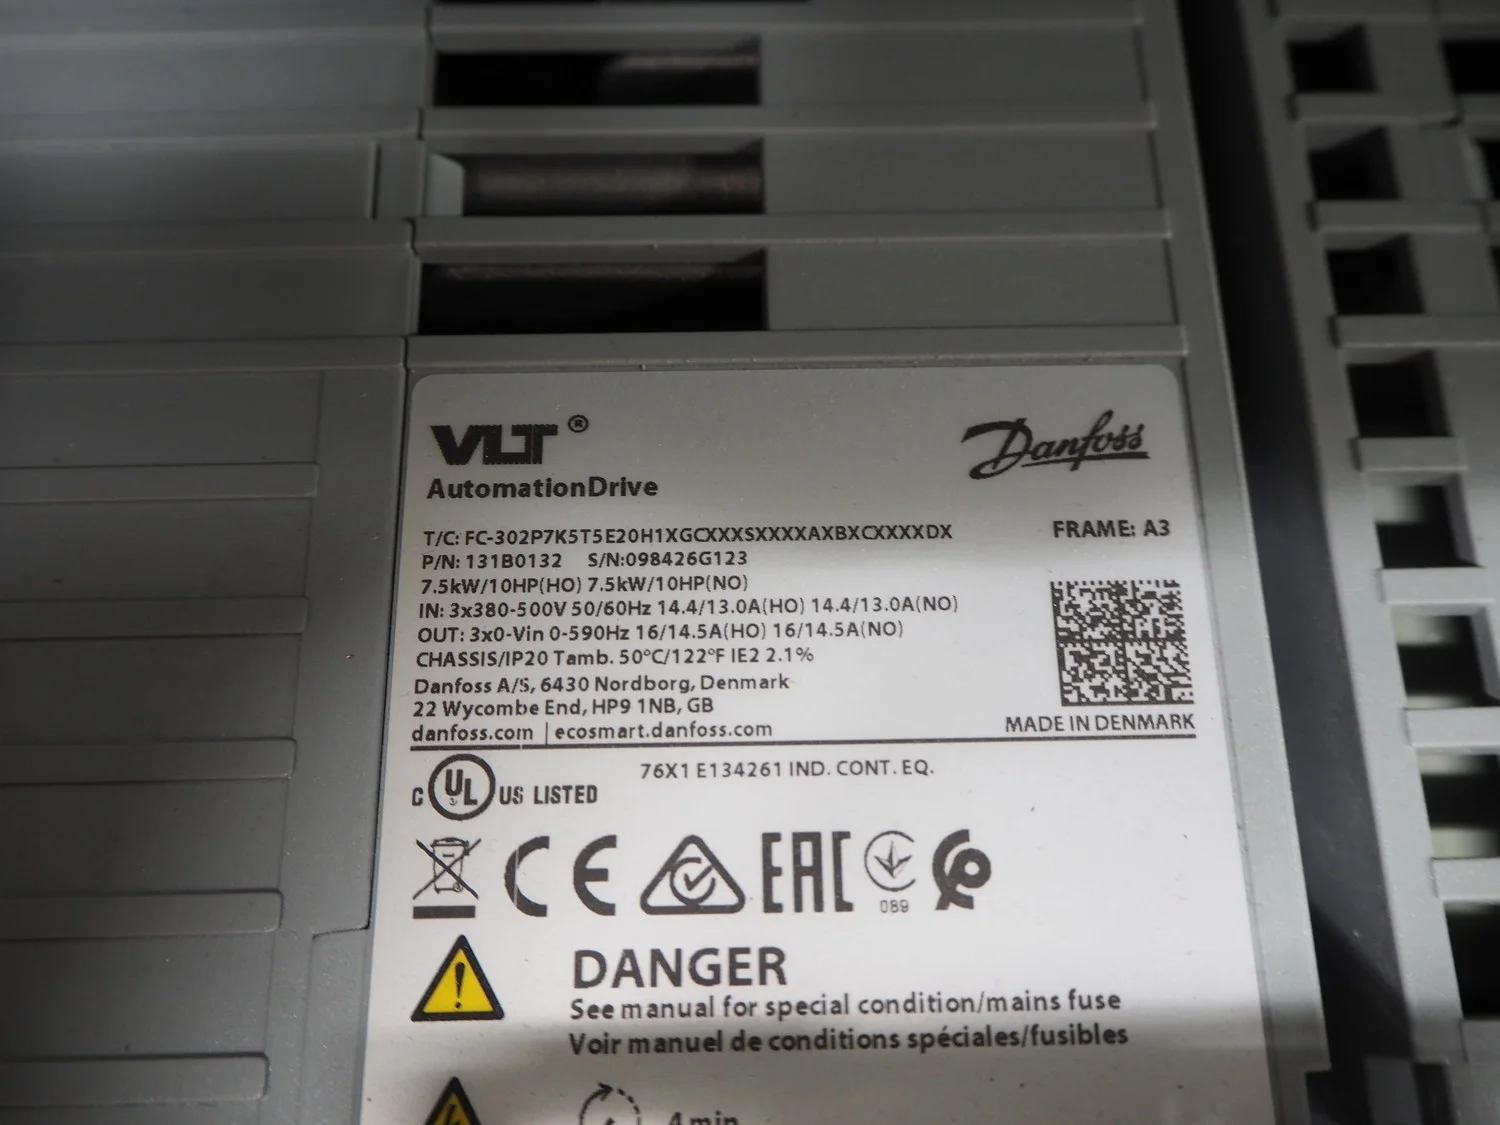 VLT ®
Danfoss
AutomationDrive
T/C: FC-302P7K5T5E20H1XGCXXXSXXXXAXBXCXXXXDX
FRAME: A3
P/N: 131B0132 S/N:098426G123
7.5kW/10HP(HO) 7.5kW/10HP(NO)
IN: 3x380-500V 50/60Hz 14.4/13.0A(HO) 14.4/13.0A(NO)
OUT: 3x0-Vin 0-590Hz 16/14.5A(HO) 16/14.5A(NO)
CHASSIS/IP20 Tamb. 50°C/122°F IE2 2.1%
Danfoss A/S, 6430 Nordborg, Denmark
22 Wycombe End, HP9 1NB, GB
danfoss.com | ecosmart.danfoss.com
MADE IN DENMARK
76X1 E134261 IND. CONT. EQ.
C UL US LISTED
CE EAC
089
DANGER
See manual for special condition/mains fuse
Voir manuel de conditions spéciales/fusibles
4 min